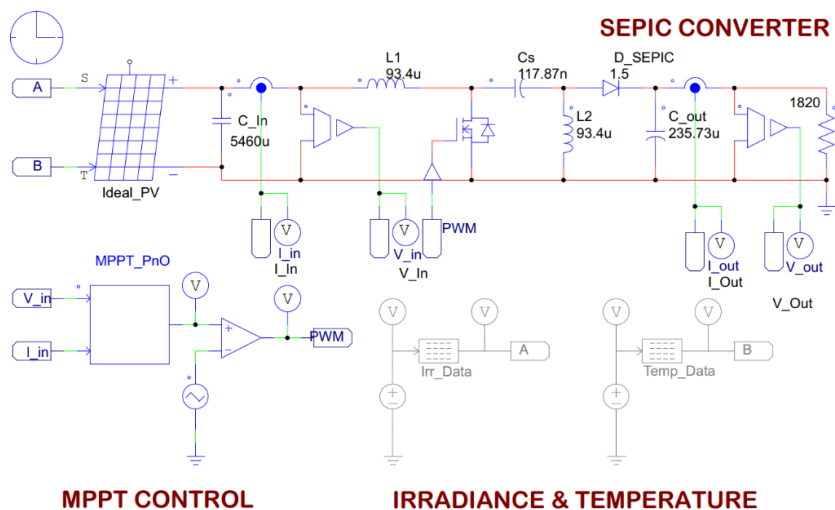 SEPIC CONVERTER
A
S
+
C_In
5460u
L1
93.4u
Cs
117.87n
D_SEPIC
1.5
L2
93.4u
C_out
235.73u
1820
B
T
−
Ideal_PV
V
I_in
I_In
V
V_in
V_In
PWM
V
I_out
I_Out
V
V_out
V_Out
MPPT_PnO
V_in
I_in
V
+
−
V
PWM
V
V
Irr_Data
A
+
−
V
V
Temp_Data
B
+
−
MPPT CONTROL
IRRADIANCE & TEMPERATURE